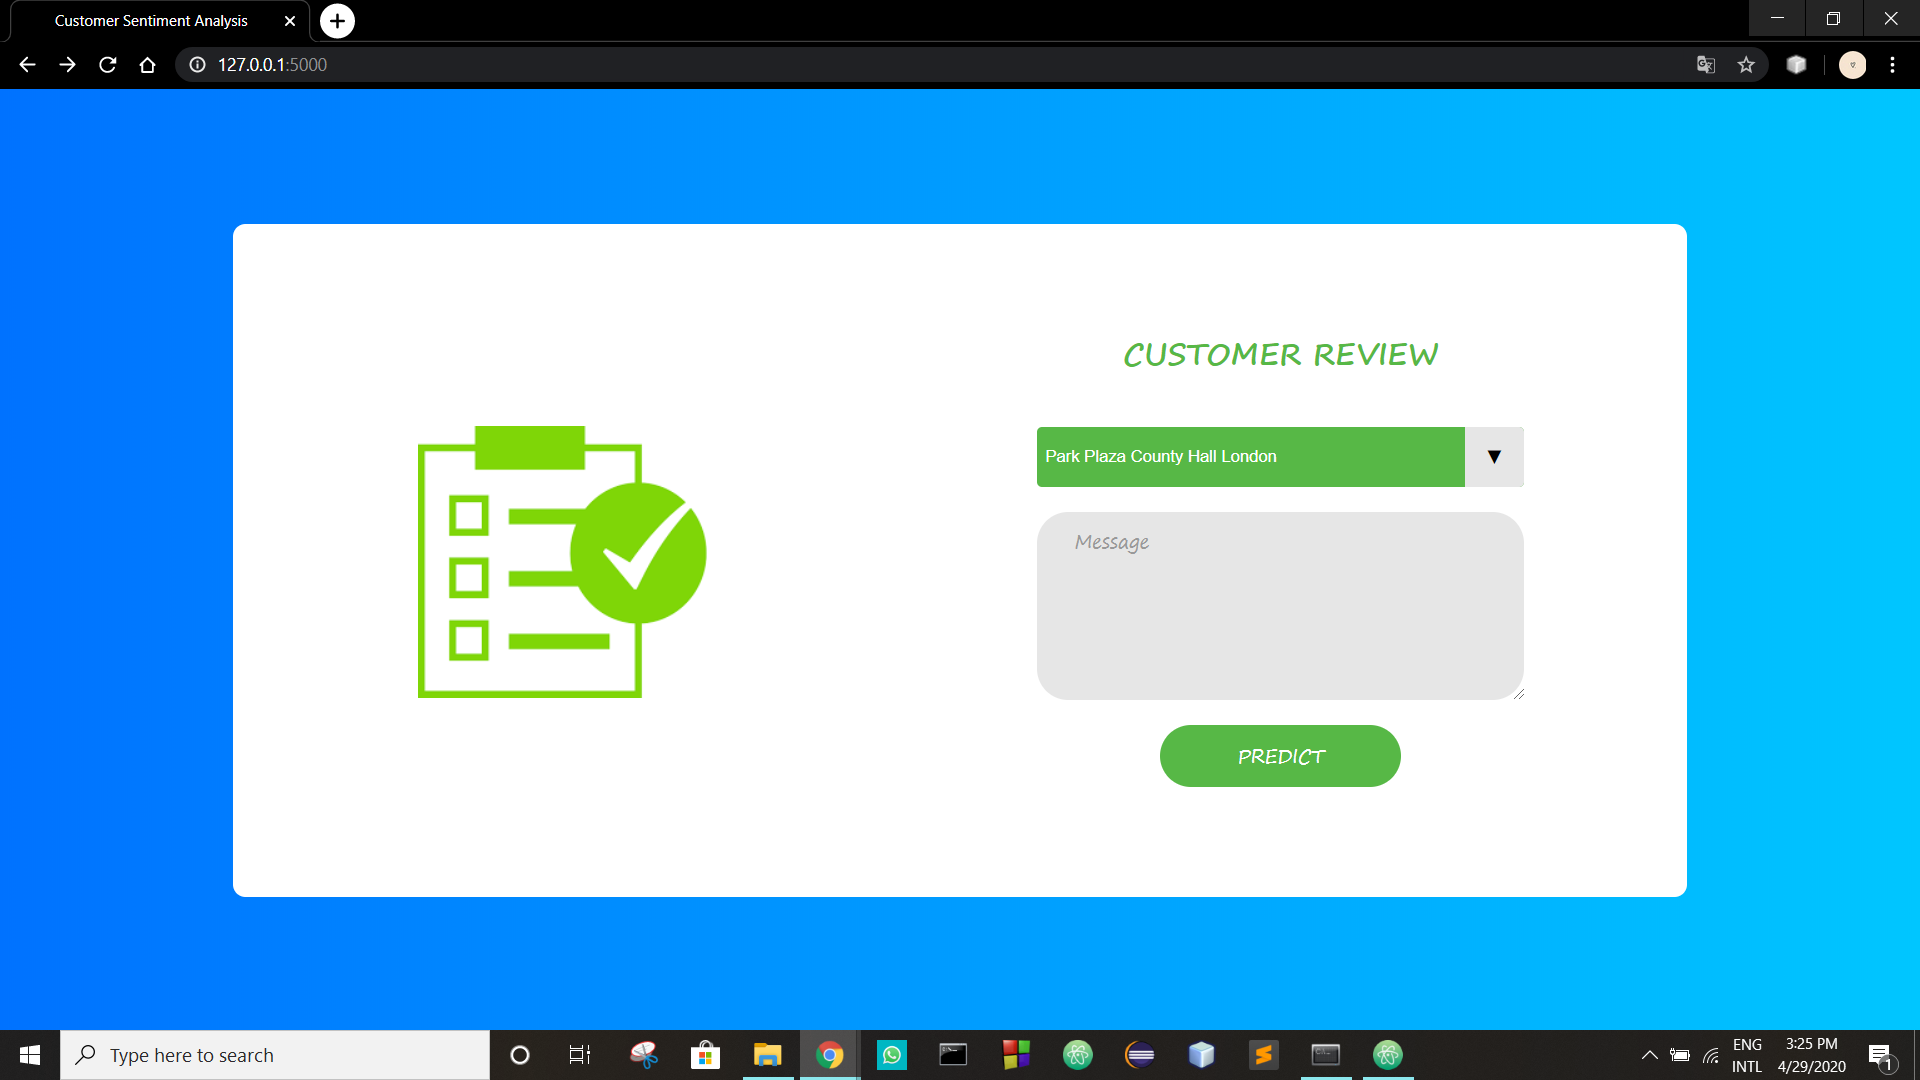 Customer Sentiment Analysis
127.0.0.1:5000
CUSTOMER REVIEW
Park Plaza County Hall London
Message
PREDICT
Type here to search
ENG
INTL
3:25 PM
4/29/2020
1